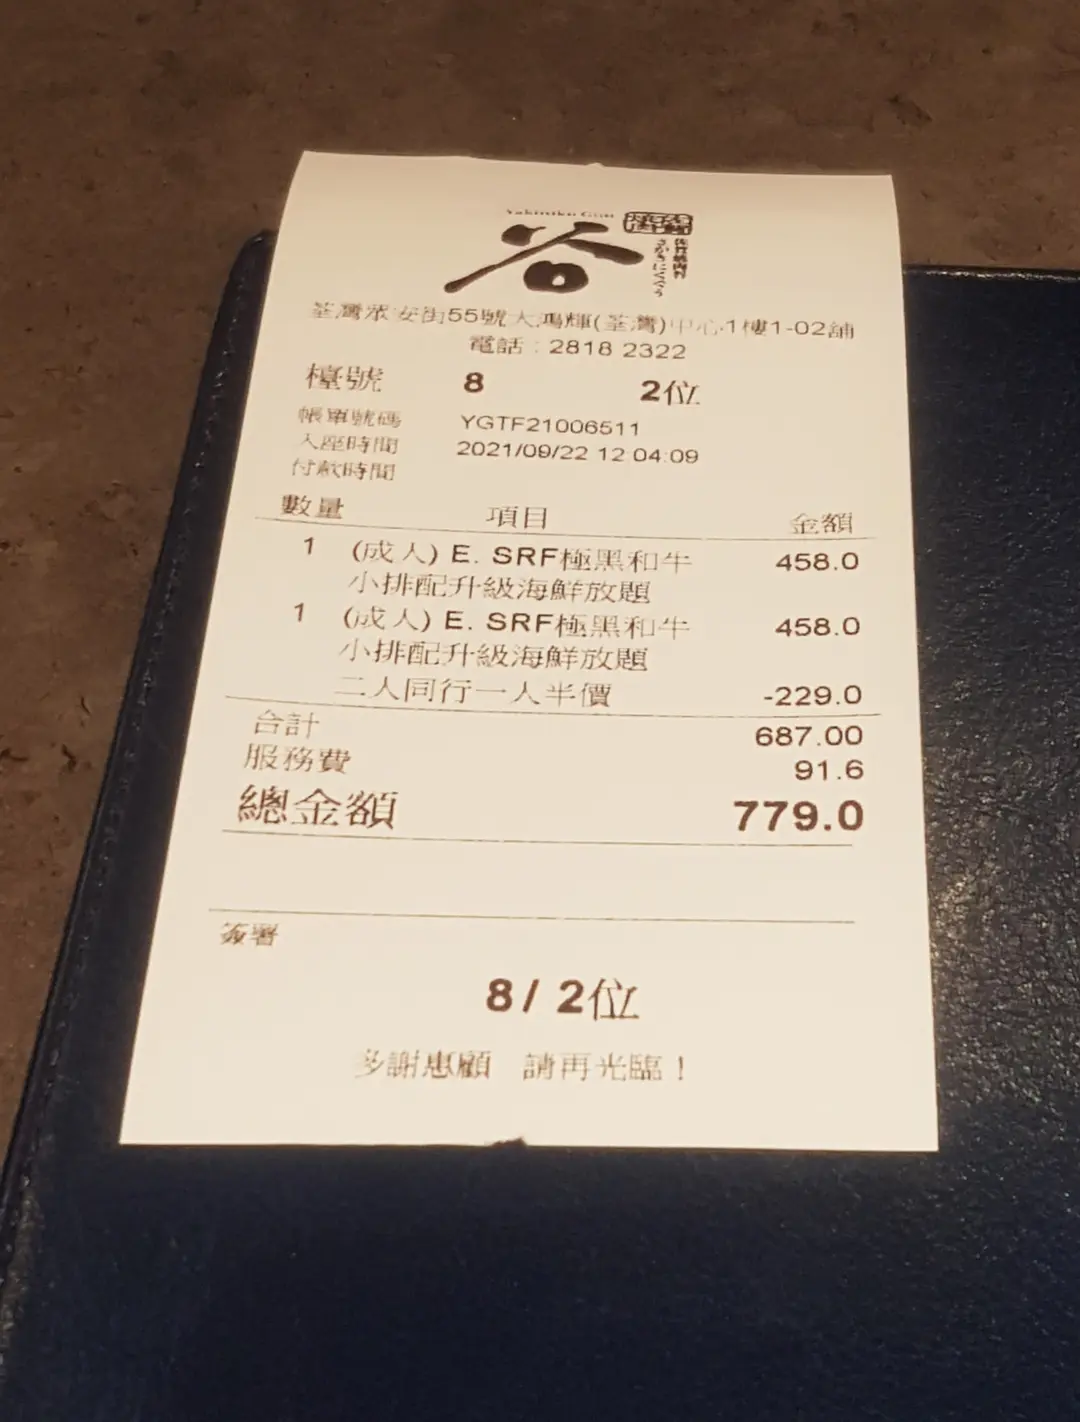 Yakiniku Guu
谷
荃灣眾安街55號大鴻輝(荃灣)中心1樓1-02舖
電話：2818 2322
檯號 8 2位
帳單號碼 YGTF21006511
入座時間 2021/09/22 12:04:09
付款時間
數量 項目 金額
1 (成人) E. SRF極黑和牛 458.0
小排配升級海鮮放題
1 (成人) E. SRF極黑和牛 458.0
小排配升級海鮮放題
二人同行一人半價 -229.0
合計 687.00
服務費 91.6
總金額 779.0
簽署
8/ 2位
多謝惠顧 請再光臨！